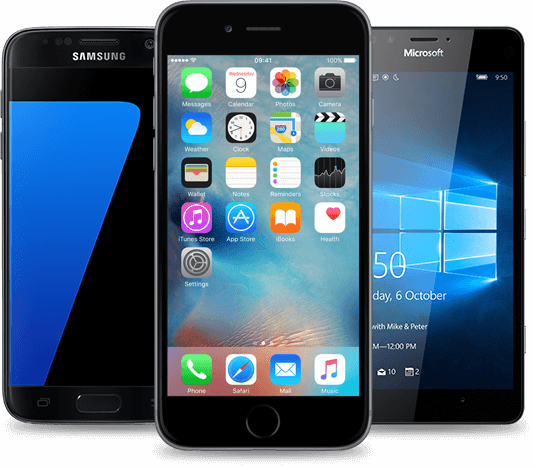 SAMSUNG
09:41
100%
Wednesday
9
Messages
Calendar
Photos
Camera
280
Weather
Clock
Maps
Videos
Wallet
Notes
Reminders
Stocks
iTunes Store
App Store
iBooks
Health
Settings
Phone
Safari
Mail
Music
Microsoft
9:50
50
day, 6 October
with Mike & Peter
AM—12:00 PM
10
2